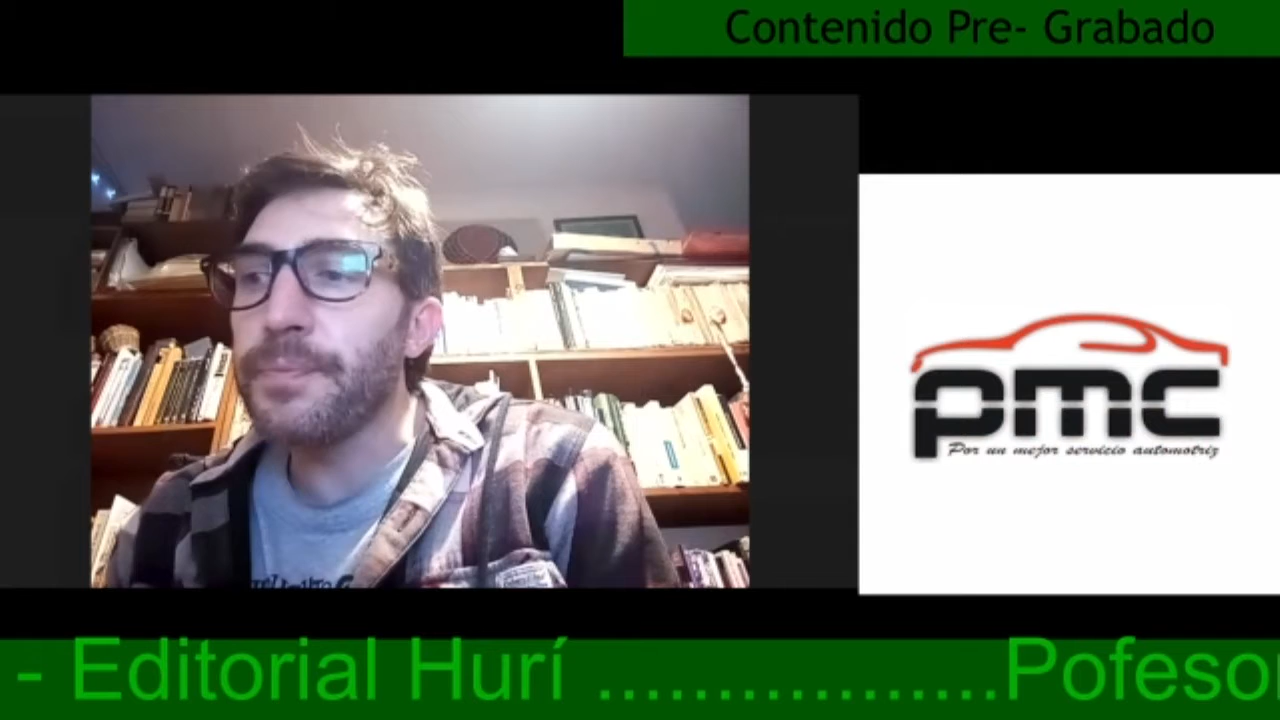 Contenido Pre- Grabado
pmc
Por un mejor servicio automotriz
- Editorial Hurí ................Pofesor